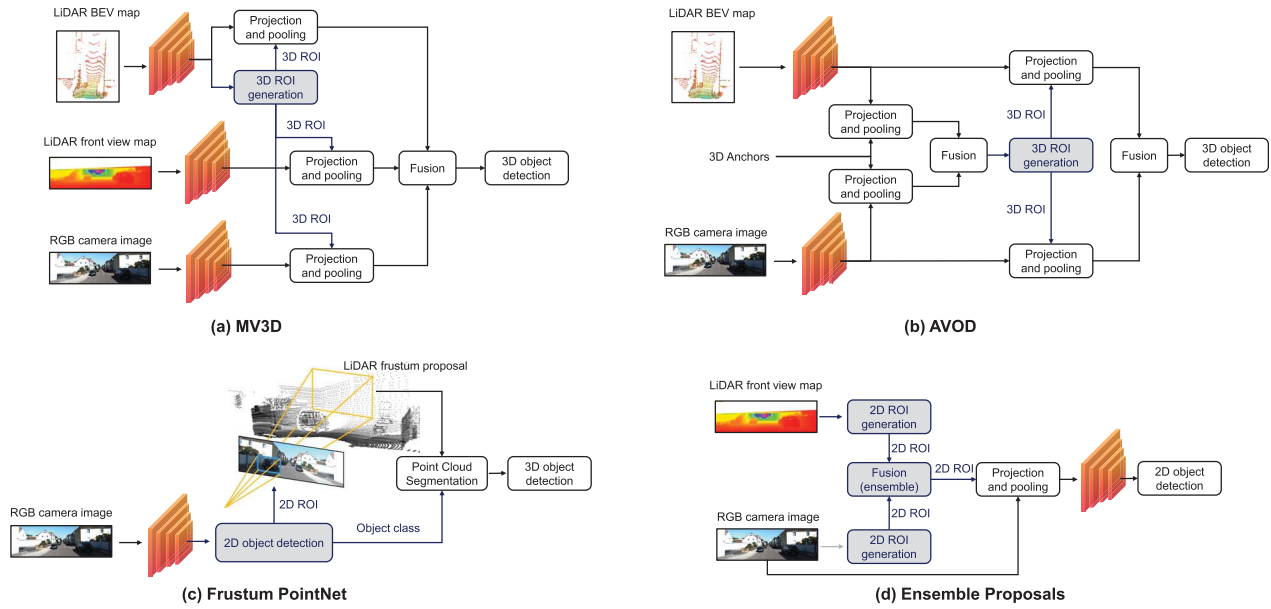 LiDAR BEV map
Projection
and pooling
3D ROI
3D ROI
generation
LiDAR front view map
3D ROI
Projection
and pooling
Fusion
3D object
detection
RGB camera image
3D ROI
Projection
and pooling
(a) MV3D
LiDAR BEV map
Projection
and pooling
Projection
and pooling
3D ROI
3D Anchors
Fusion
3D ROI
generation
Fusion
3D object
detection
Projection
and pooling
3D ROI
RGB camera image
Projection
and pooling
(b) AVOD
LiDAR frustum proposal
Point Cloud
Segmentation
3D object
detection
2D ROI
RGB camera image
2D object detection
Object class
(c) Frustum PointNet
LiDAR front view map
2D ROI
generation
2D ROI
Fusion
(ensemble)
2D ROI
Projection
and pooling
2D object
detection
2D ROI
RGB camera image
2D ROI
generation
(d) Ensemble Proposals